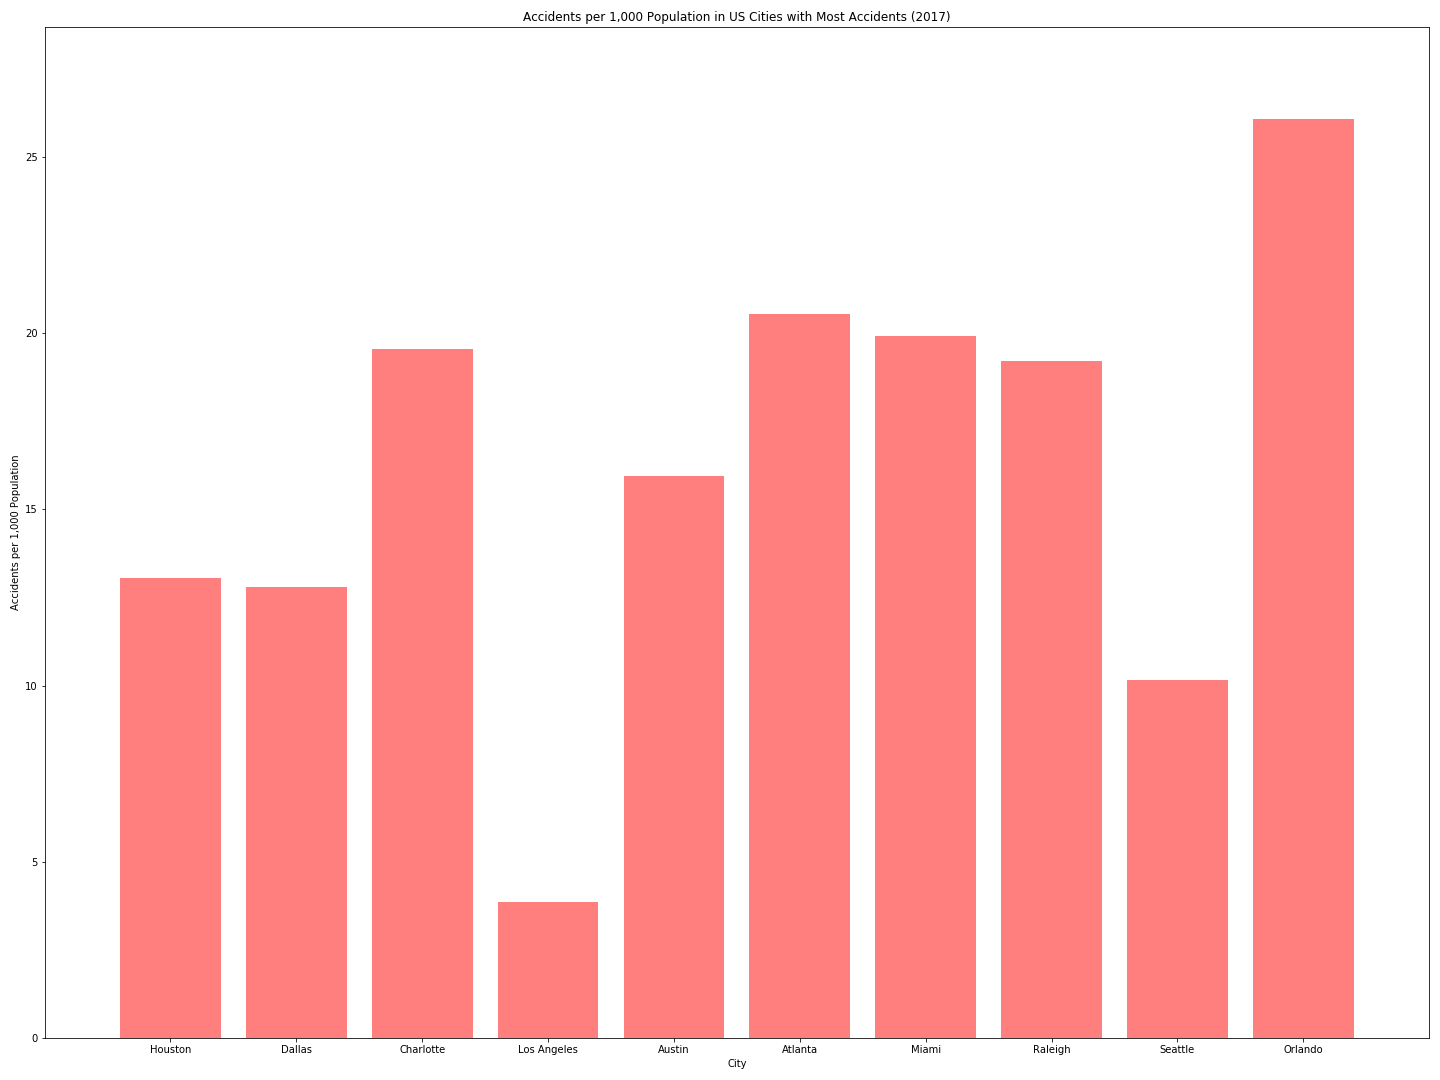 Accidents per 1,000 Population in US Cities with Most Accidents (2017)
Accidents per 1,000 Population
25
20
15
10
5
0
Houston Dallas Charlotte Los Angeles Austin Atlanta Miami Raleigh Seattle Orlando
City